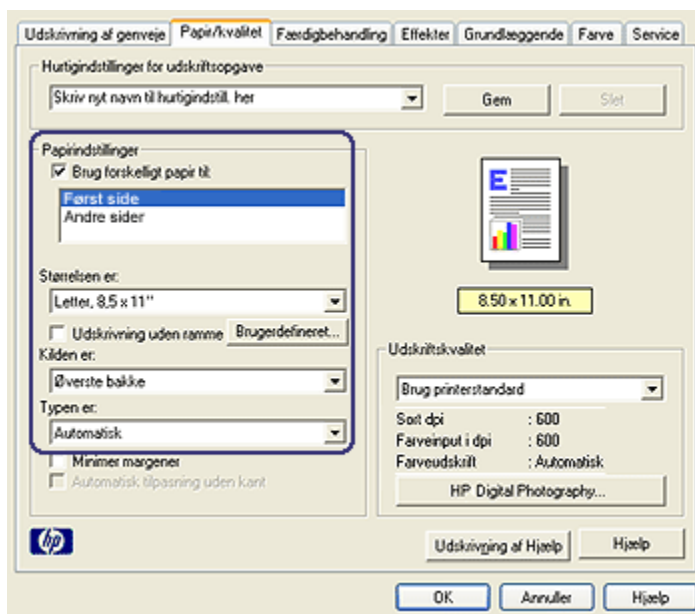 Udskrivning af genveje Papir/kvalitet Færdigbehandling Effekter Grundlæggende Farve Service
Hurtigindstillinger for udskriftsopgave
Skriv nyt navn til hurtigindstill. her Gem Slet
Papirindstillinger
Brug forskelligt papir til:
Først side
Andre sider
Størrelsen er:
Letter, 8,5 x 11"
Udskrivning uden ramme Brugerdefineret...
Kilden er:
Øverste bakke
Typen er:
Automatisk
Minimer margener
Automatisk tilpasning uden kant
E
8.50 x 11.00 in.
Udskriftskvalitet
Brug printerstandard
Sort dpi : 600
Farveinput i dpi : 600
Farveudskrift : Automatisk
HP Digital Photography...
hp
Udskrivning af Hjælp Hjælp
OK Annuller Hjælp